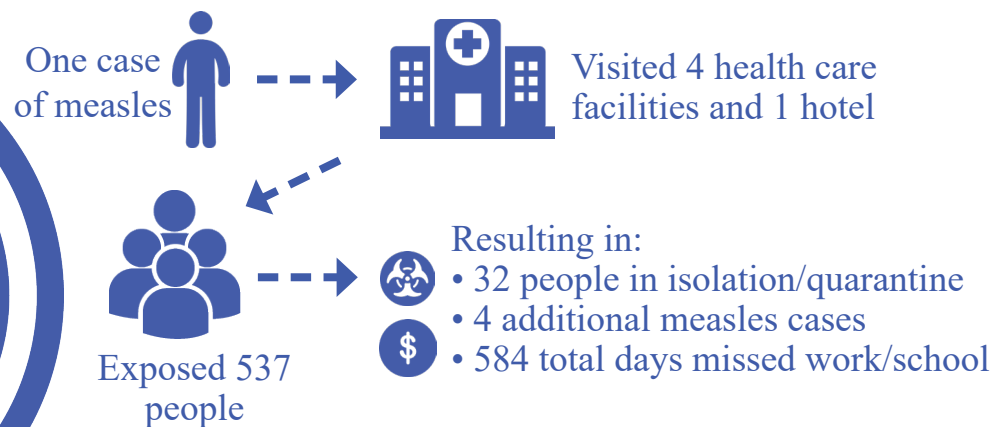 One case
of measles
Visited 4 health care
facilities and 1 hotel
Exposed 537
people
Resulting in:
• 32 people in isolation/quarantine
• 4 additional measles cases
$
• 584 total days missed work/school